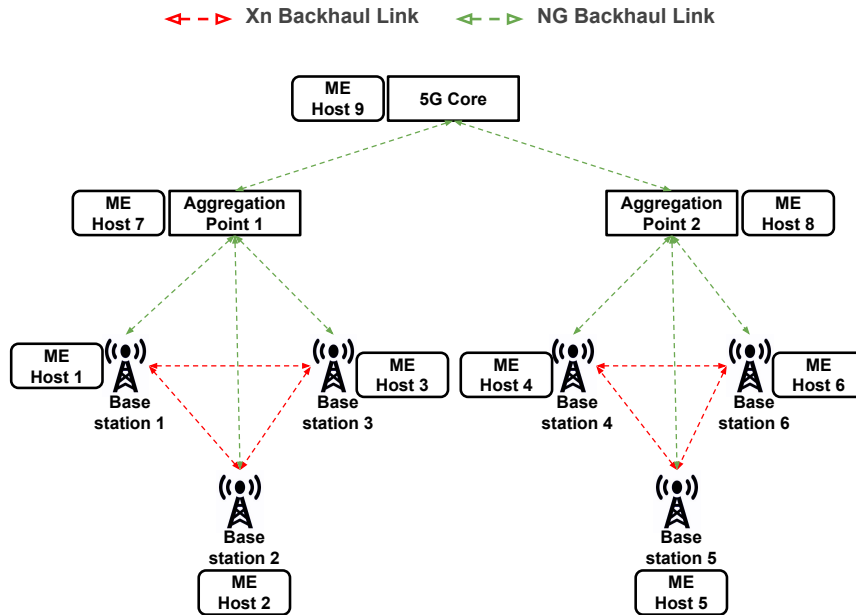 Xn Backhaul Link
NG Backhaul Link
ME
Host 9
5G Core
ME
Host 7
Aggregation
Point 1
Aggregation
Point 2
ME
Host 8
ME
Host 1
Base
station 1
Base
station 3
ME
Host 3
ME
Host 4
Base
station 4
Base
station 6
ME
Host 6
Base
station 2
ME
Host 2
Base
station 5
ME
Host 5